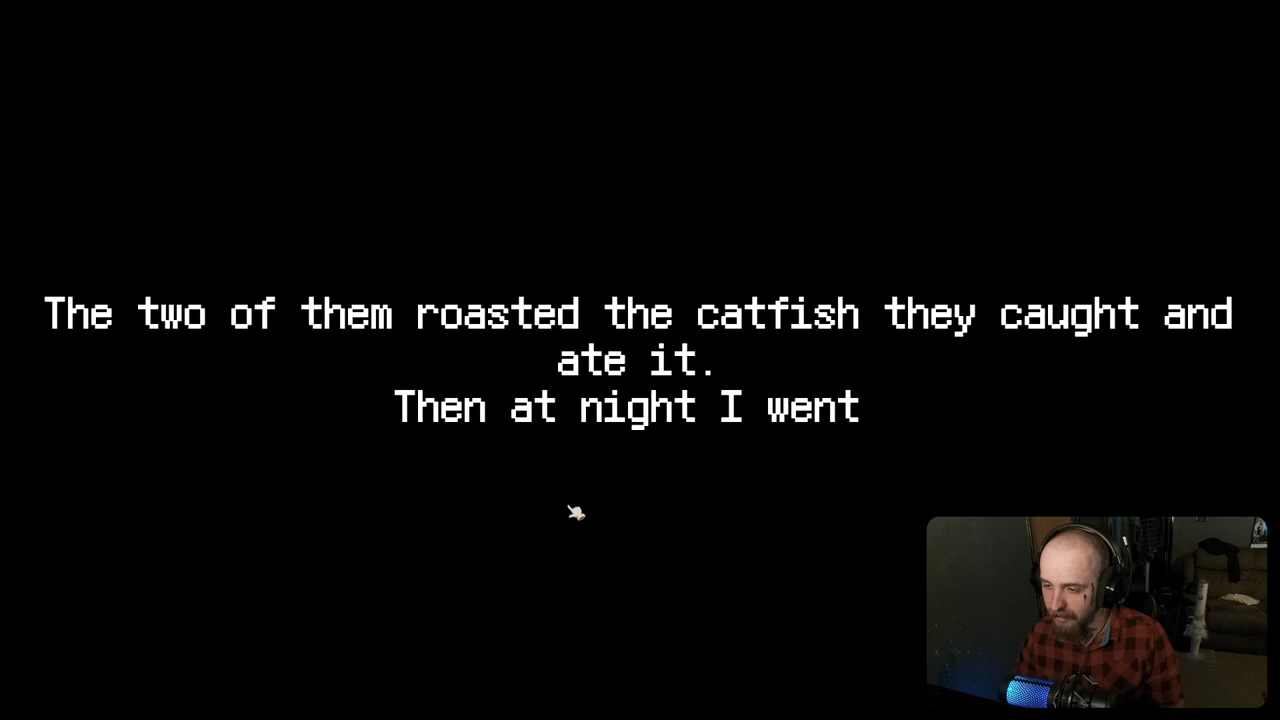 The two of them roasted the catfish they caught and
ate it.
Then at night I went